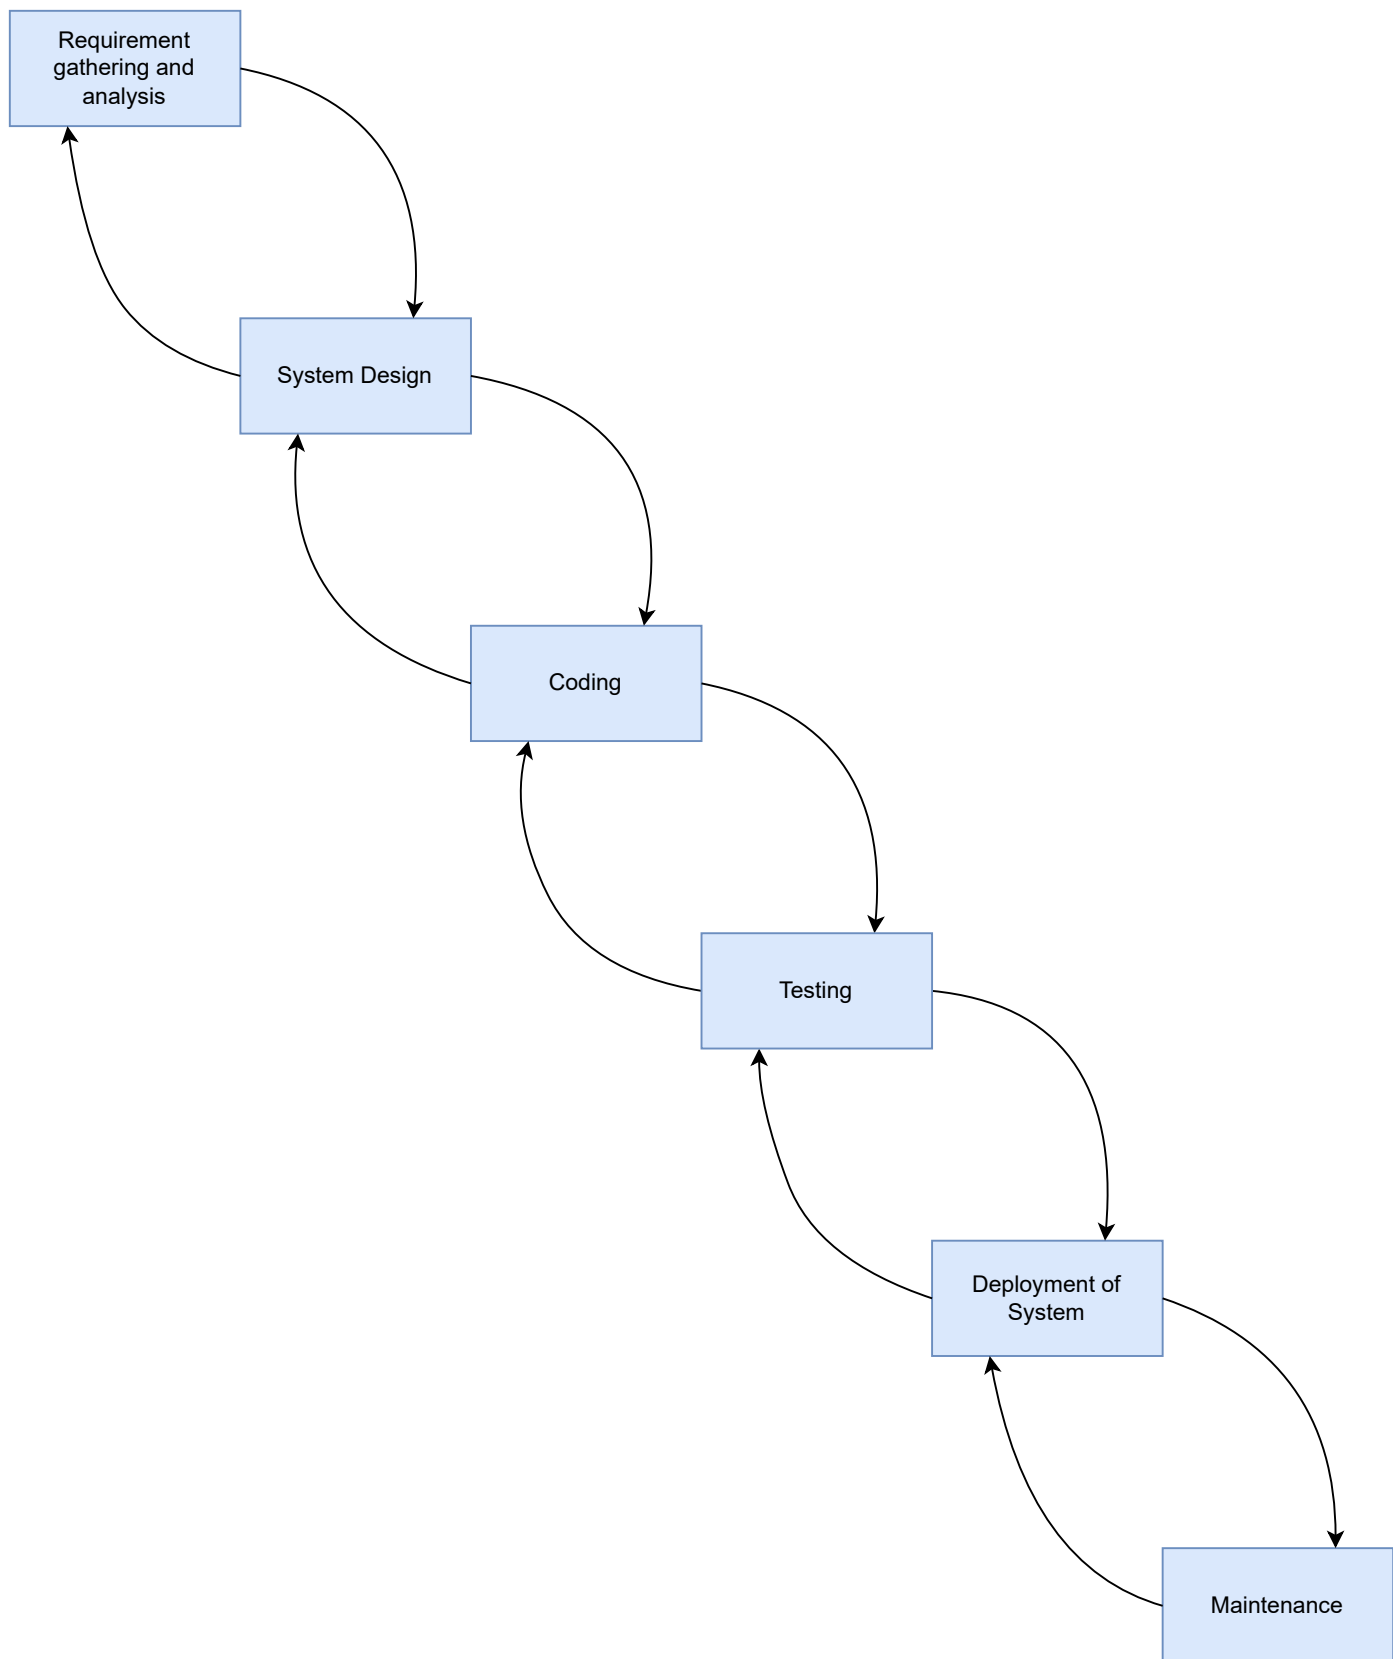 Requirement
gathering and
analysis
System Design
Coding
Testing
Deployment of
System
Maintenance